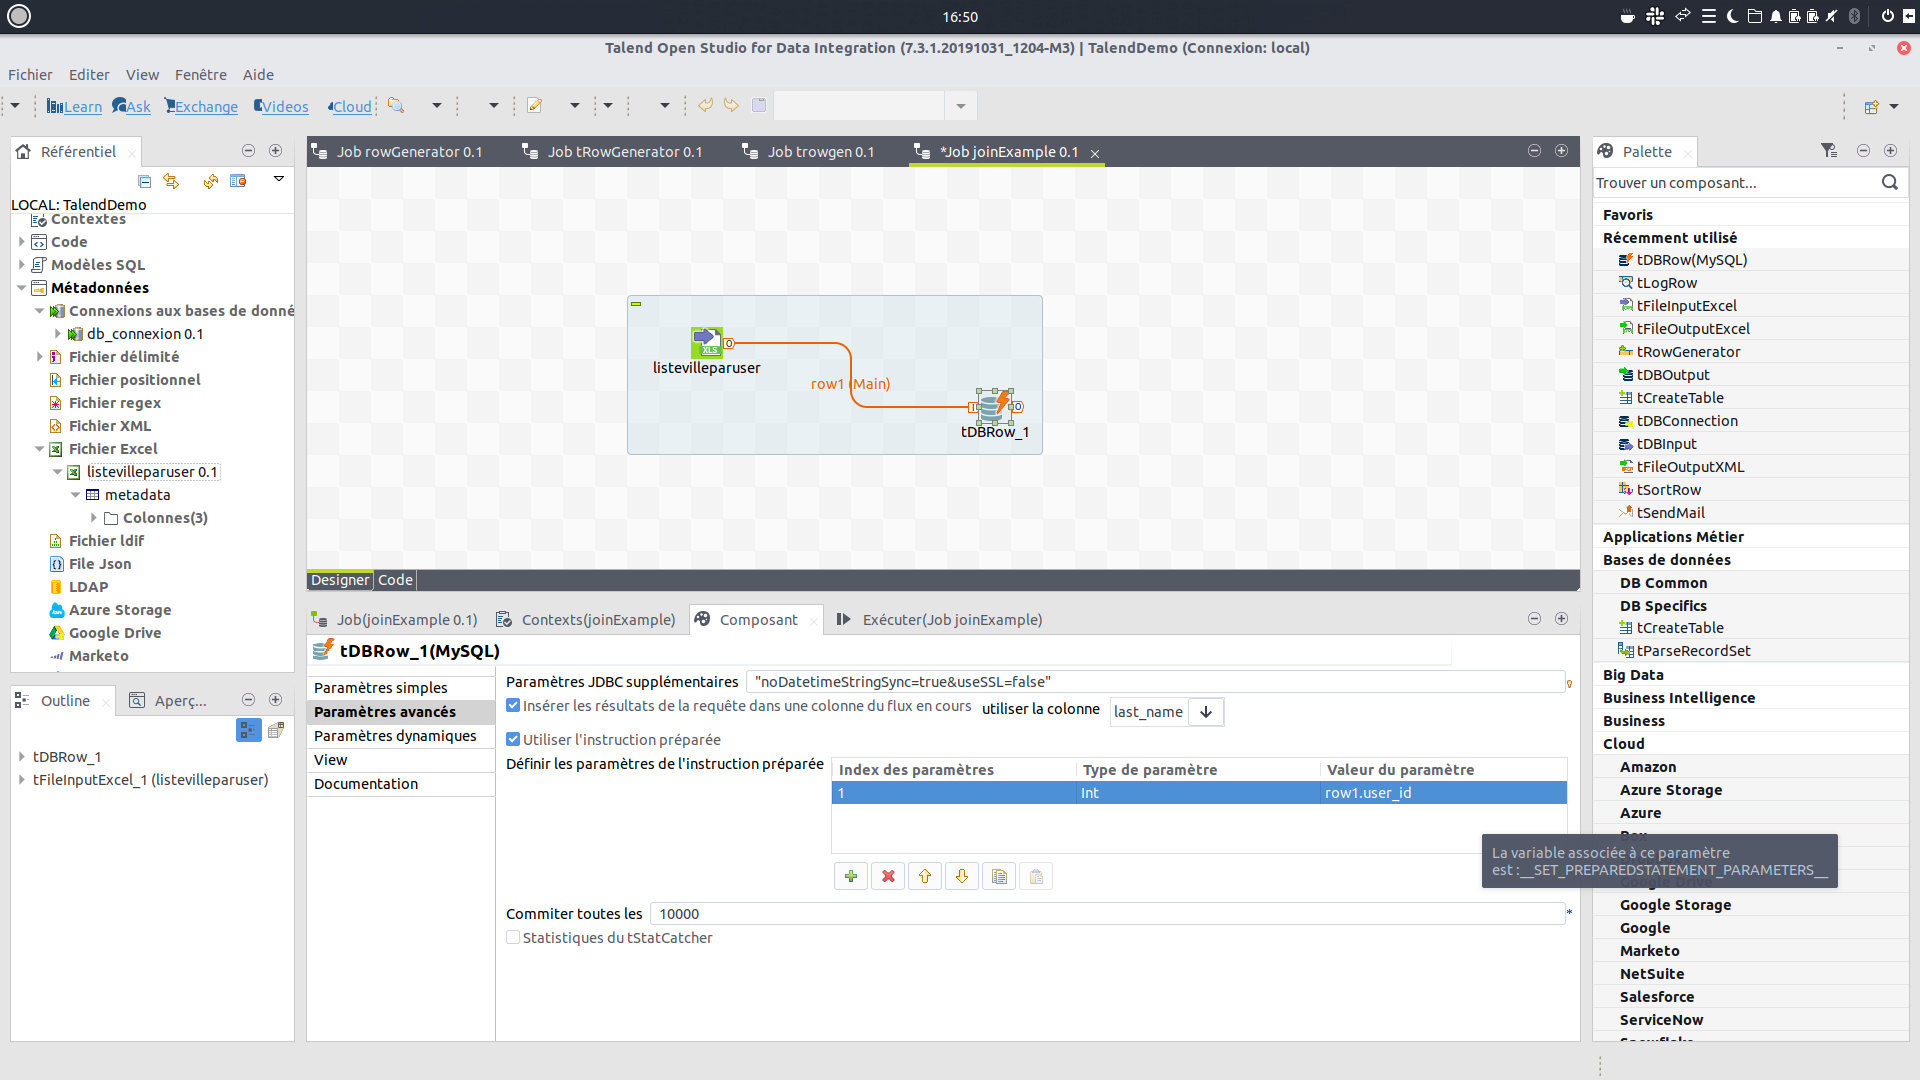 16:50
Talend Open Studio for Data Integration (7.3.1.20191031_1204-M3) | TalendDemo (Connexion: local)
Fichier Editer View Fenêtre Aide
Learn Ask Exchange Videos Cloud
Référentiel
LOCAL: TalendDemo
Contextes
Code
Modèles SQL
Métadonnées
Connexions aux bases de donné
db_connexion 0.1
Fichier délimité
Fichier positionnel
Fichier regex
Fichier XML
Fichier Excel
listevilleparuser 0.1
metadata
Colonnes(3)
Fichier ldif
File Json
LDAP
Azure Storage
Google Drive
Marketo
Outline Aperç...
tDBRow_1
tFileInputExcel_1 (listevilleparuser)
Job rowGenerator 0.1 Job tRowGenerator 0.1 Job trowgen 0.1 *Job joinExample 0.1
XLS
O
listevilleparuser
row1 (Main)
I
O
tDBRow_1
Designer Code
Job(joinExample 0.1) Contexts(joinExample) Composant Exécuter(Job joinExample)
tDBRow_1(MySQL)
Paramètres simples
Paramètres avancés
Paramètres dynamiques
View
Documentation
Paramètres JDBC supplémentaires "noDatetimeStringSync=true&useSSL=false"
Insérer les résultats de la requête dans une colonne du flux en cours utiliser la colonne last_name
Utiliser l'instruction préparée
Définir les paramètres de l'instruction préparée
Index des paramètres Type de paramètre Valeur du paramètre
1 Int row1.user_id
Commiter toutes les 10000 *
Statistiques du tStatCatcher
Palette
Trouver un composant...
Favoris
Récemment utilisé
tDBRow(MySQL)
tLogRow
tFileInputExcel
tFileOutputExcel
tRowGenerator
tDBOutput
tCreateTable
tDBConnection
tDBInput
tFileOutputXML
tSortRow
tSendMail
Applications Métier
Bases de données
DB Common
DB Specifics
tCreateTable
tParseRecordSet
Big Data
Business Intelligence
Business
Cloud
Amazon
Azure Storage
Azure
Box
La variable associée à ce paramètre
est :__SET_PREPAREDSTATEMENT_PARAMETERS__
Google Drive
Google Storage
Google
Marketo
NetSuite
Salesforce
ServiceNow
Snowflake